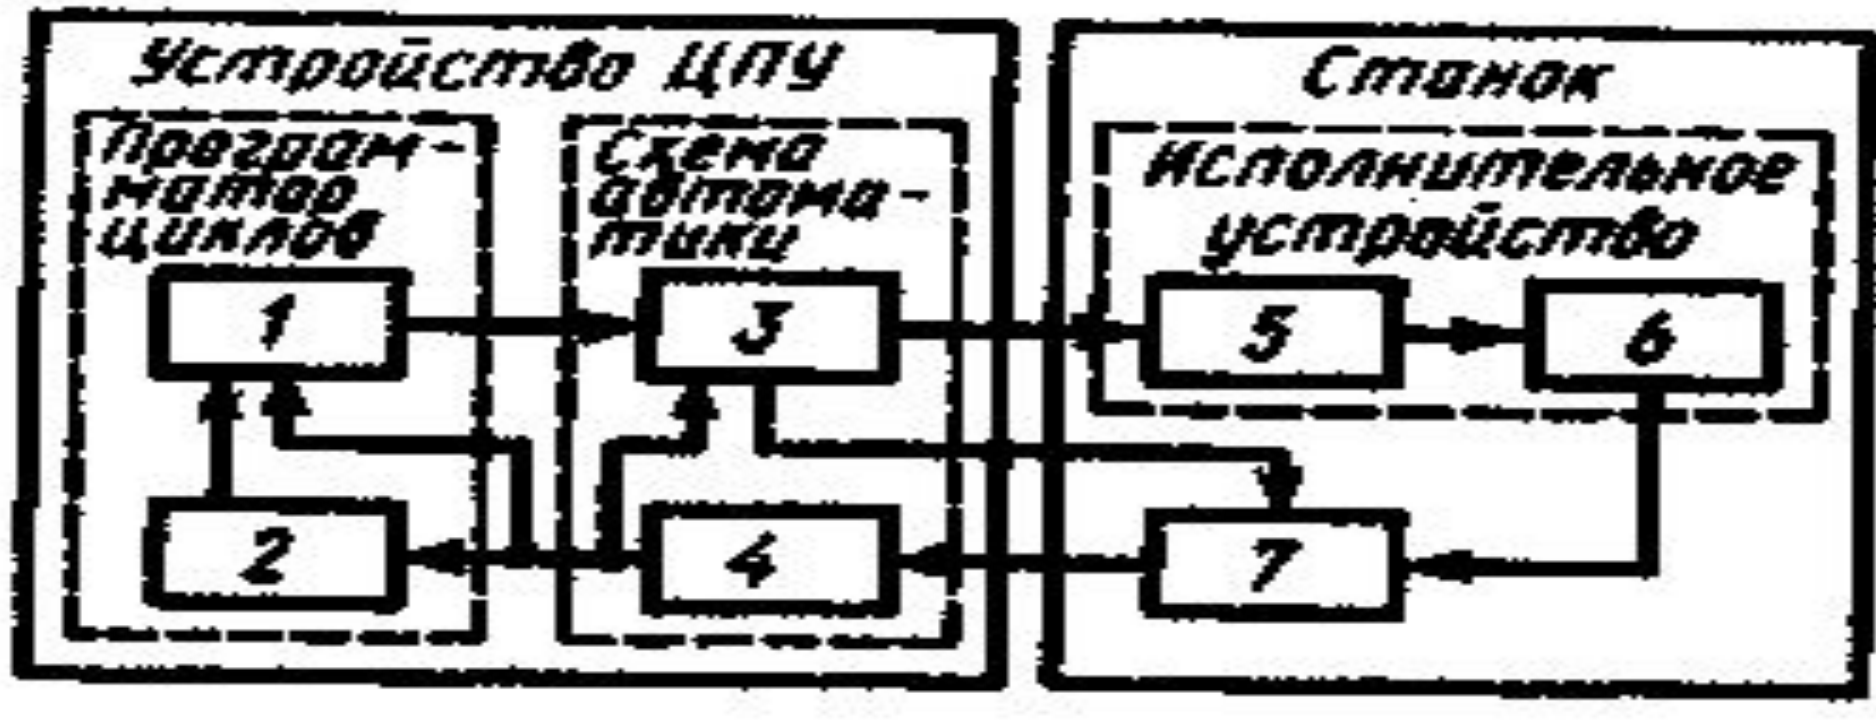 Устройство ЦПУ
Станок
Програм-
матор
циклов
Схема
автома-
тики
Исполнительное
устройство
1
3
5
6
2
4
7